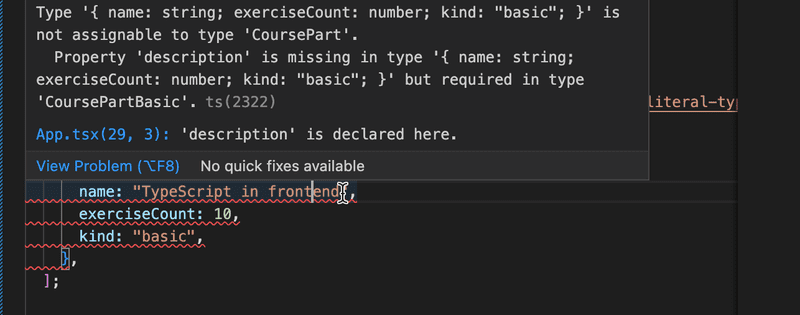 Type '{ name: string; exerciseCount: number; kind: "basic"; }' is
not assignable to type 'CoursePart'.
Property 'description' is missing in type '{ name: string;
exerciseCount: number; kind: "basic"; }' but required in type
'CoursePartBasic'. ts(2322)
literal-typ
App.tsx(29, 3): 'description' is declared here.
View Problem (⌥F8) No quick fixes available
name: "TypeScript in frontend",
exerciseCount: 10,
kind: "basic",
},
];